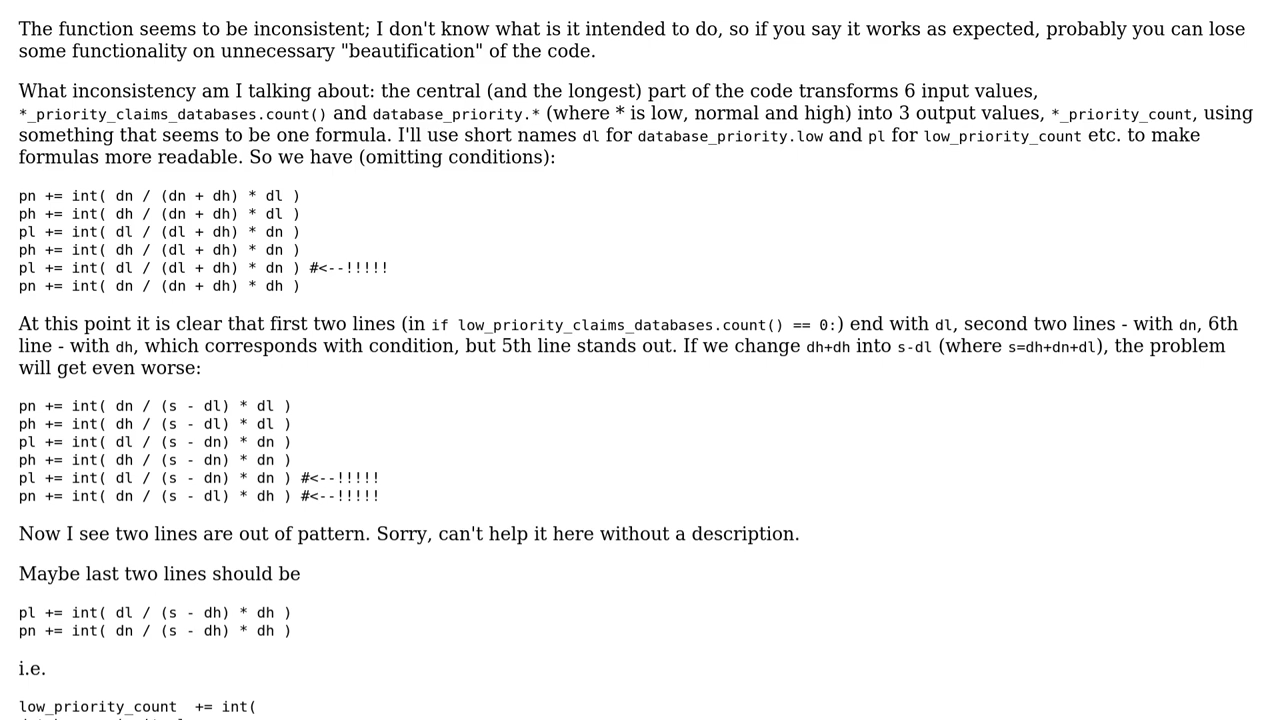 The function seems to be inconsistent; I don't know what is it intended to do, so if you say it works as expected, probably you can lose
some functionality on unnecessary "beautification" of the code.
What inconsistency am I talking about: the central (and the longest) part of the code transforms 6 input values,
*_priority_claims_databases.count() and database_priority.* (where * is low, normal and high) into 3 output values, *_priority_count, using
something that seems to be one formula. I'll use short names dl for database_priority.low and pl for low_priority_count etc. to make
formulas more readable. So we have (omitting conditions):
pn += int( dn / (dn + dh) * dl )
ph += int( dh / (dn + dh) * dl )
pl += int( dl / (dl + dh) * dn )
ph += int( dh / (dl + dh) * dn )
pl += int( dl / (dl + dh) * dn ) #<--!!!!!
pn += int( dn / (dn + dh) * dh )
At this point it is clear that first two lines (in if low_priority_claims_databases.count() == 0:) end with dl, second two lines - with dn, 6th
line - with dh, which corresponds with condition, but 5th line stands out. If we change dh+dh into s-dl (where s=dh+dn+dl), the problem
will get even worse:
pn += int( dn / (s - dl) * dl )
ph += int( dh / (s - dl) * dl )
pl += int( dl / (s - dn) * dn )
ph += int( dh / (s - dn) * dn )
pl += int( dl / (s - dn) * dn ) #<--!!!!!
pn += int( dn / (s - dl) * dh ) #<--!!!!!
Now I see two lines are out of pattern. Sorry, can't help it here without a description.
Maybe last two lines should be
pl += int( dl / (s - dh) * dh )
pn += int( dn / (s - dh) * dh )
i.e.
low_priority_count  += int(